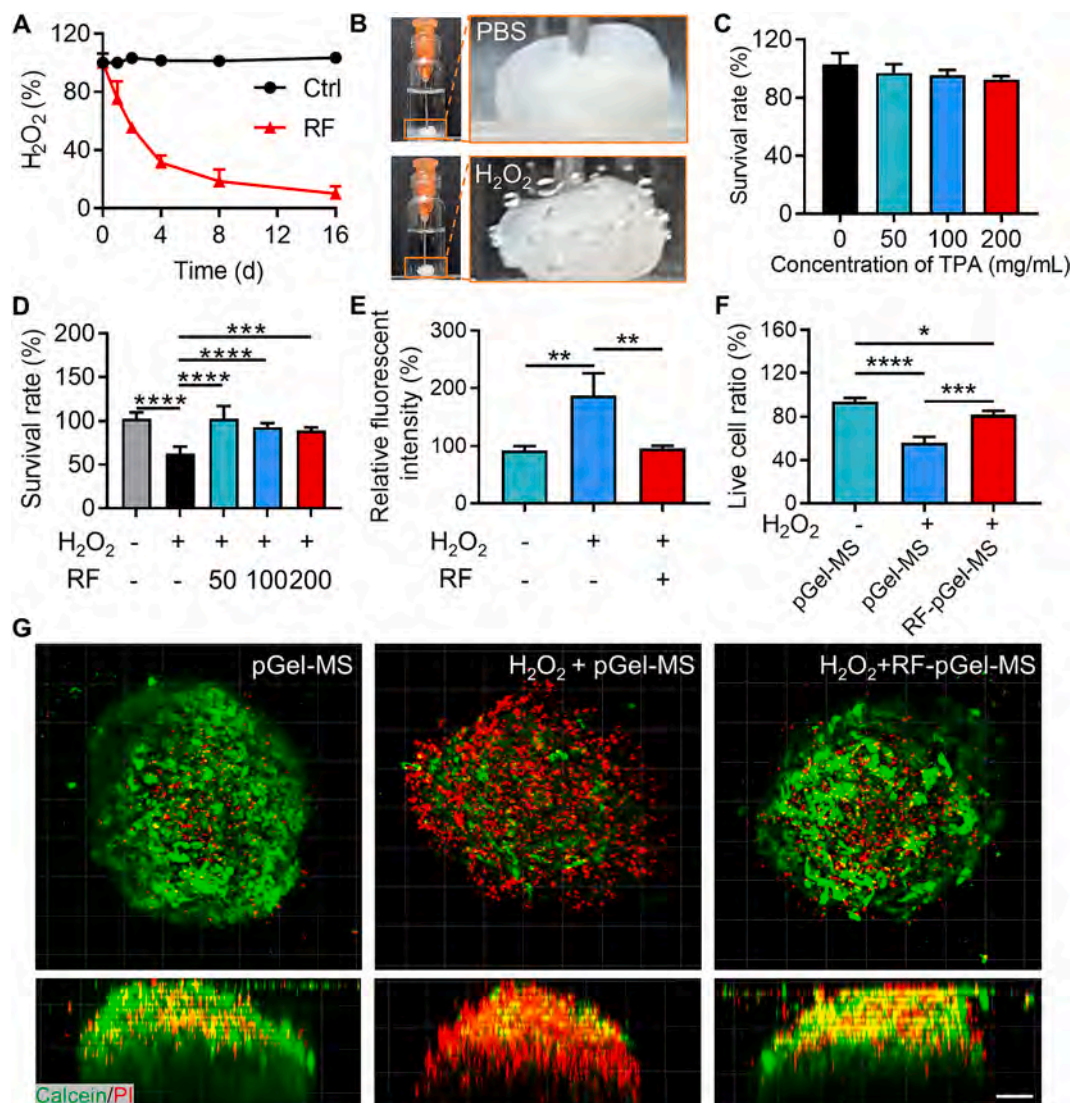 A
120
80
40
0
H₂O₂ (%)
Ctrl
RF
0 4 8 12 16
Time (d)
B
PBS
H₂O₂
C
120
80
40
0
Survival rate (%)
0 50 100 200
Concentration of TPA (mg/mL)
D
200
150
100
50
0
Survival rate (%)
***
****
****
****
H₂O₂ - + + + +
RF - - 50 100 200
E
300
200
100
0
Relative fluorescent
intensity (%)
** **
H₂O₂ - + +
RF - - +
F
160
120
80
40
0
Live cell ratio (%)
*
****
***
H₂O₂ - + +
pGel-MS
pGel-MS
RF-pGel-MS
G
pGel-MS
H₂O₂ + pGel-MS
H₂O₂+RF-pGel-MS
Calcein/PI